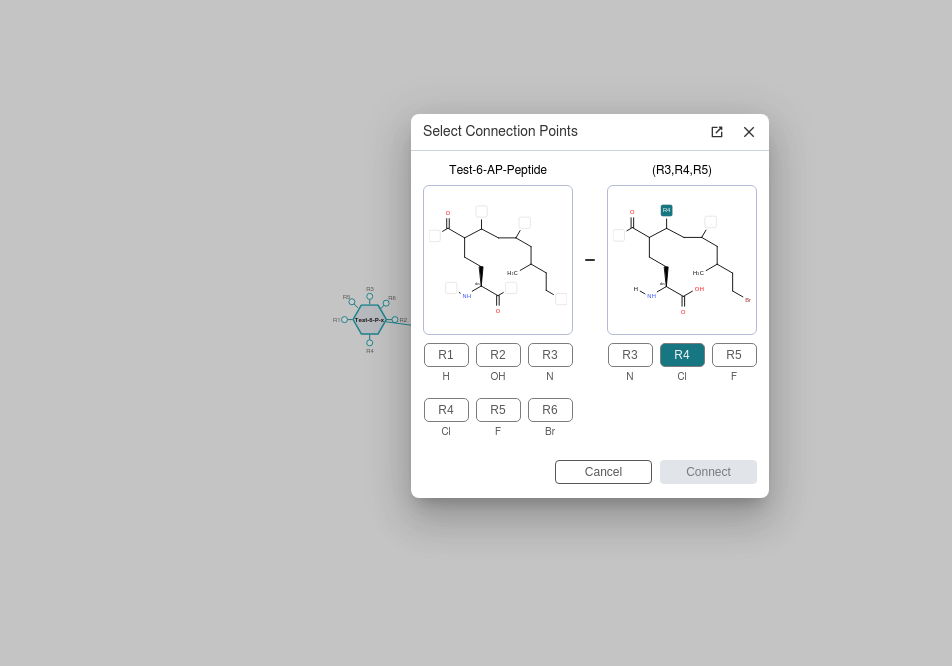 Select Connection Points
Test-6-AP-Peptide
(R3,R4,R5)
O
H₃C
NH
O
O
R4
H₃C
H
NH
OH
O
Br
R1
R2
R3
H
OH
N
R3
R4
R5
N
Cl
F
R4
R5
R6
Cl
F
Br
Cancel
Connect
R3
R5
R6
R1
Test-6-P-x
R2
R4